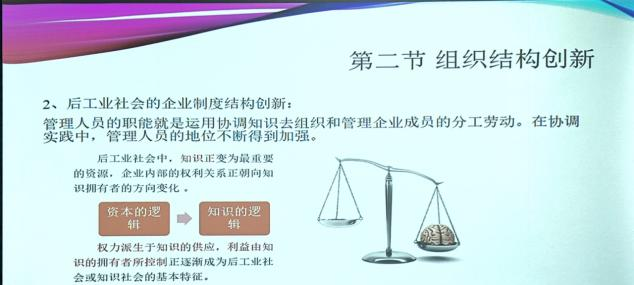 第二节 组织结构创新
2、后工业社会的企业制度结构创新：
管理人员的职能就是运用协调知识去组织和管理企业成员的分工劳动。在协调
实践中，管理人员的地位不断得到加强。
后工业社会中，知识正变为最重要
的资源，企业内部的权利关系正朝向知
识拥有者的方向变化 。
资本的逻
辑
知识的逻
辑
权力派生于知识的供应，利益由知
识的拥有者所控制正逐渐成为后工业社
会或知识社会的基本特征。